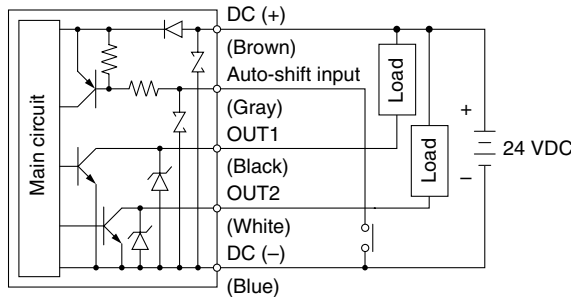 DC (+)
(Brown)
Auto-shift input
(Gray)
OUT1
(Black)
OUT2
(White)
DC (–)
(Blue)
Main circuit
Load
Load
+
–
24 VDC